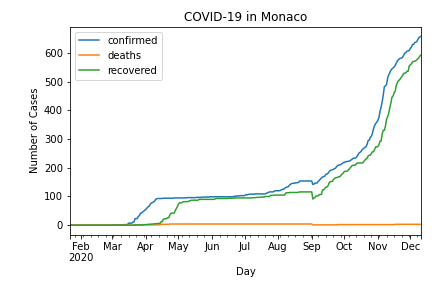 COVID-19 in Monaco
confirmed
deaths
recovered
Number of Cases
600
500
400
300
200
100
0
Feb Mar Apr May Jun Jul Aug Sep Oct Nov Dec
2020
Day